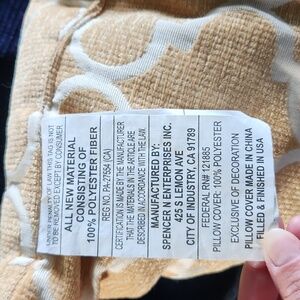 UNDER PENALTY OF LAW THIS TAG IS NOT
TO BE REMOVED EXCEPT BY CONSUMER
ALL NEW MATERIAL
CONSISTING OF
100% POLYESTER FIBER
REG NO. PA-27554 (CA)
CERTIFICATION IS MADE BY THE MANUFACTURER
THAT THE MATERIALS IN THE ARTICLE ARE
DESCRIBED IN ACCORDANCE WITH THE LAW.
MANUFACTURED BY:
SPENCER N ENTERPRISES INC.
425 S LEMON AVE
CITY OF INDUSTRY, CA 91789
FEDERAL RN# 121885
PILLOW COVER: 100% POLYESTER
EXCLUSIVE OF DECORATION
PILLOW COVER MADE IN CHINA
FILLED & FINISHED IN USA